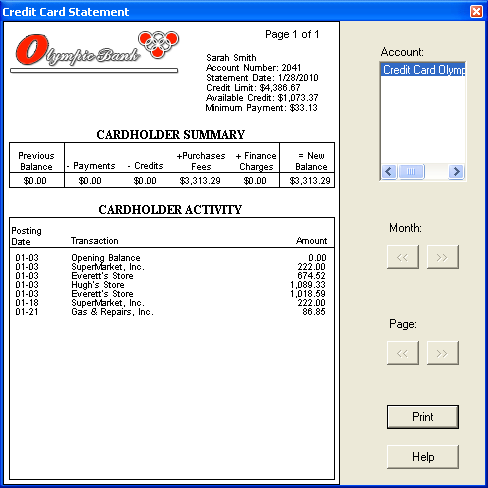 Credit Card Statement
Page 1 of 1
Olympic Bank
Sarah Smith
Account Number: 2041
Statement Date: 1/28/2010
Credit Limit: $4,386.67
Available Credit: $1,073.37
Minimum Payment: $33.13
CARDHOLDER SUMMARY
Previous Balance - Payments - Credits +Purchases Fees + Finance Charges = New Balance
$0.00 $0.00 $0.00 $3,313.29 $0.00 $3,313.29
CARDHOLDER ACTIVITY
Posting Date Transaction Amount
01-03 Opening Balance 0.00
01-03 SuperMarket, Inc. 222.00
01-03 Everett's Store 674.52
01-03 Hugh's Store 1,089.33
01-03 Everett's Store 1,018.59
01-18 SuperMarket, Inc. 222.00
01-21 Gas & Repairs, Inc. 86.85
Account:
Credit Card Olymp
Month:
<< >>
Page:
<< >>
Print
Help